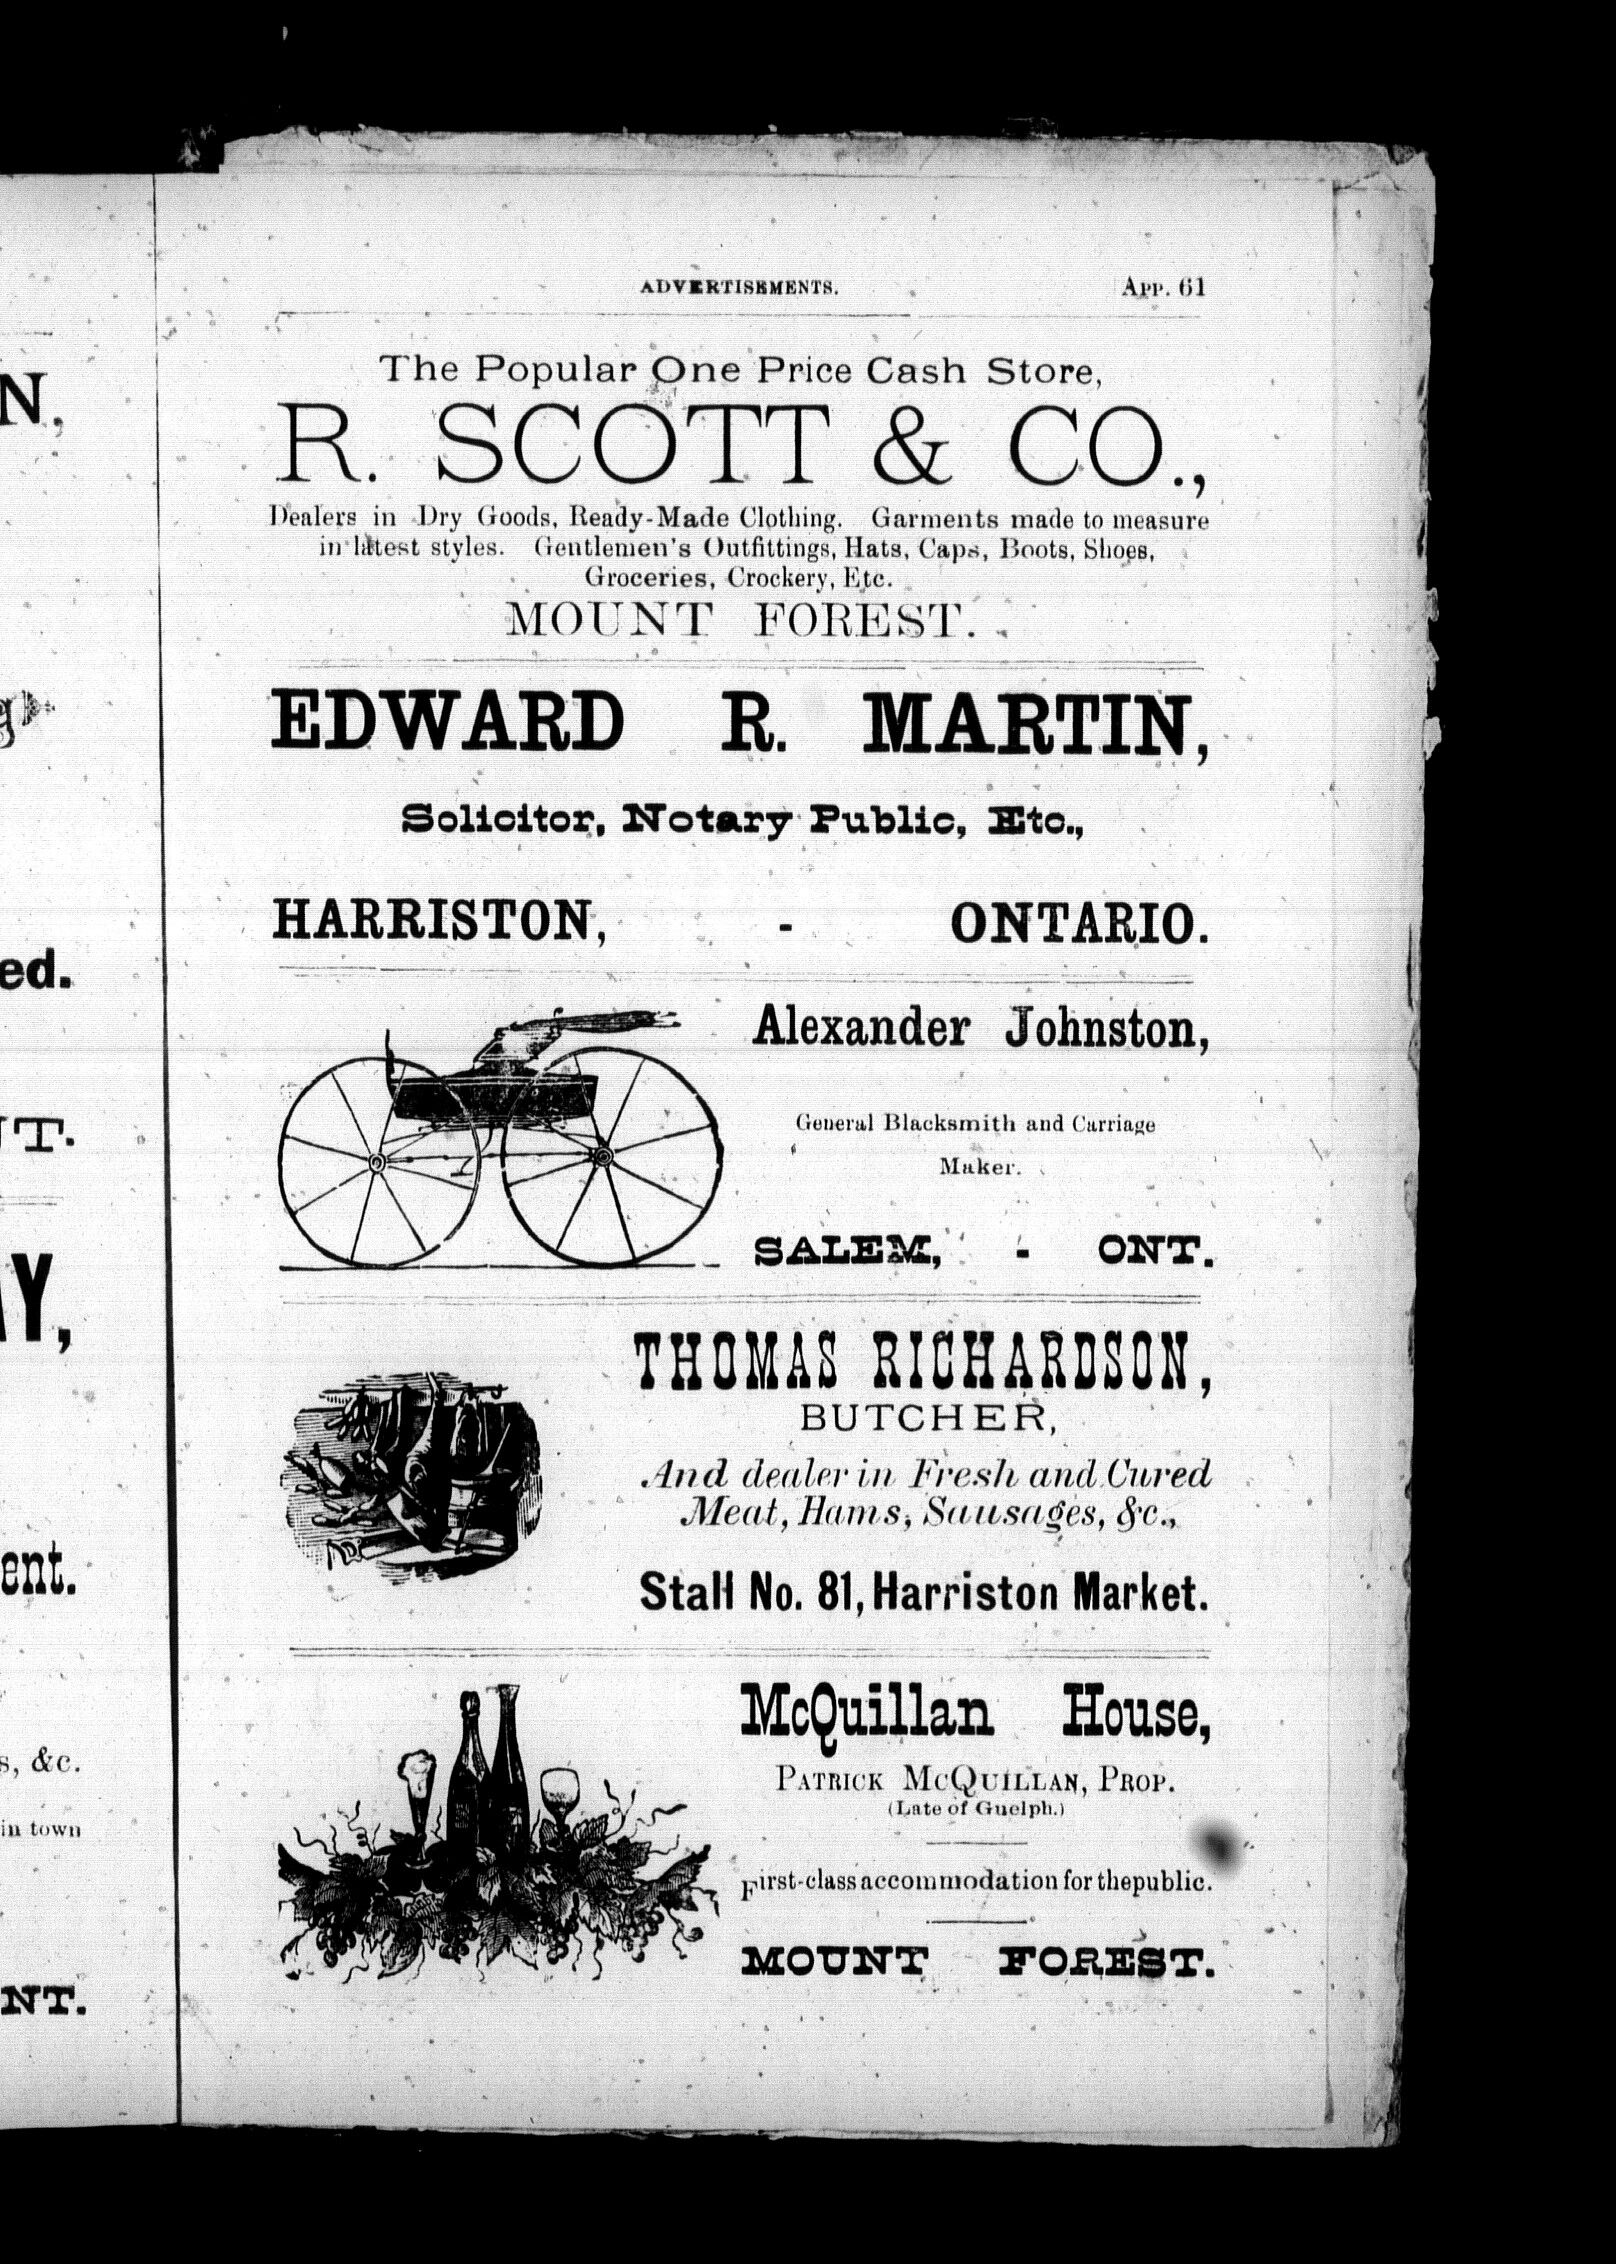 ADVERTISEMENTS. App. 61
The Popular One Price Cash Store,
R. SCOTT & CO.,
Dealers in Dry Goods, Ready-Made Clothing. Garments made to measure
in latest styles. Gentlemen's Outfittings, Hats, Caps, Boots, Shoes,
Groceries, Crockery, Etc.
MOUNT FOREST.
EDWARD R. MARTIN,
Solicitor, Notary Public, Etc.,
HARRISTON, - ONTARIO.
Alexander Johnston,
General Blacksmith and Carriage
Maker.
SALEM, - ONT.
THOMAS RICHARDSON,
BUTCHER,
And dealer in Fresh and Cured
Meat, Hams, Sausages, &c.,
Stall No. 81, Harriston Market.
McQuillan House,
Patrick McQuillan, Prop.
(Late of Guelph.)
First-class accommodation for the public.
MOUNT FOREST.
N,
ed.
NT.
Y,
ent.
s, &c.
in town
NT.